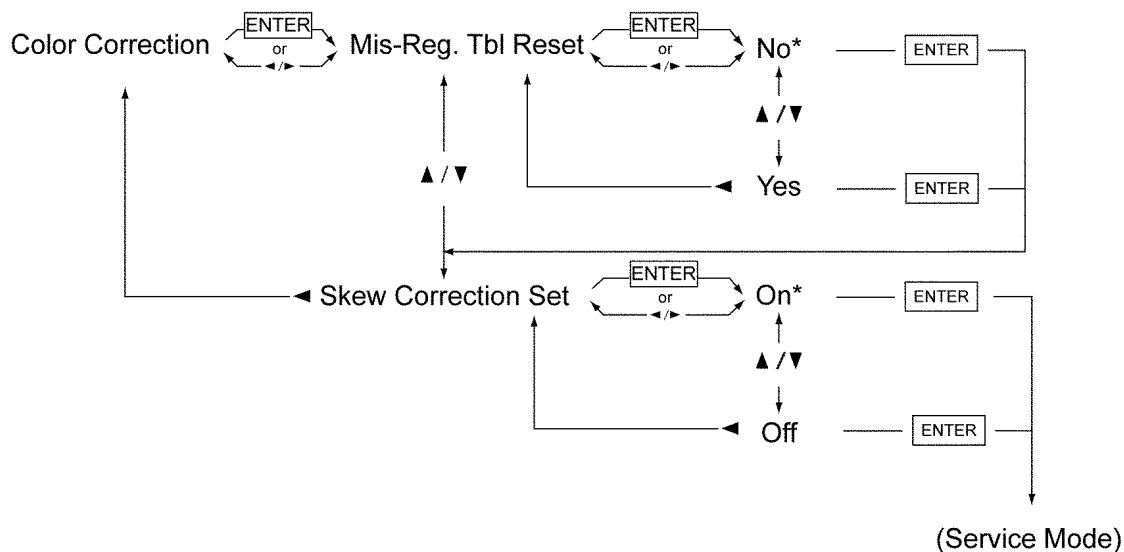 Color Correction ENTER or ◄/► Mis-Reg. Tbl Reset ENTER or ◄/► No* ENTER
▲/▼
▲/▼
◄ Yes ENTER
◄ Skew Correction Set ENTER or ◄/► On* ENTER
▲/▼
◄ Off ENTER
(Service Mode)